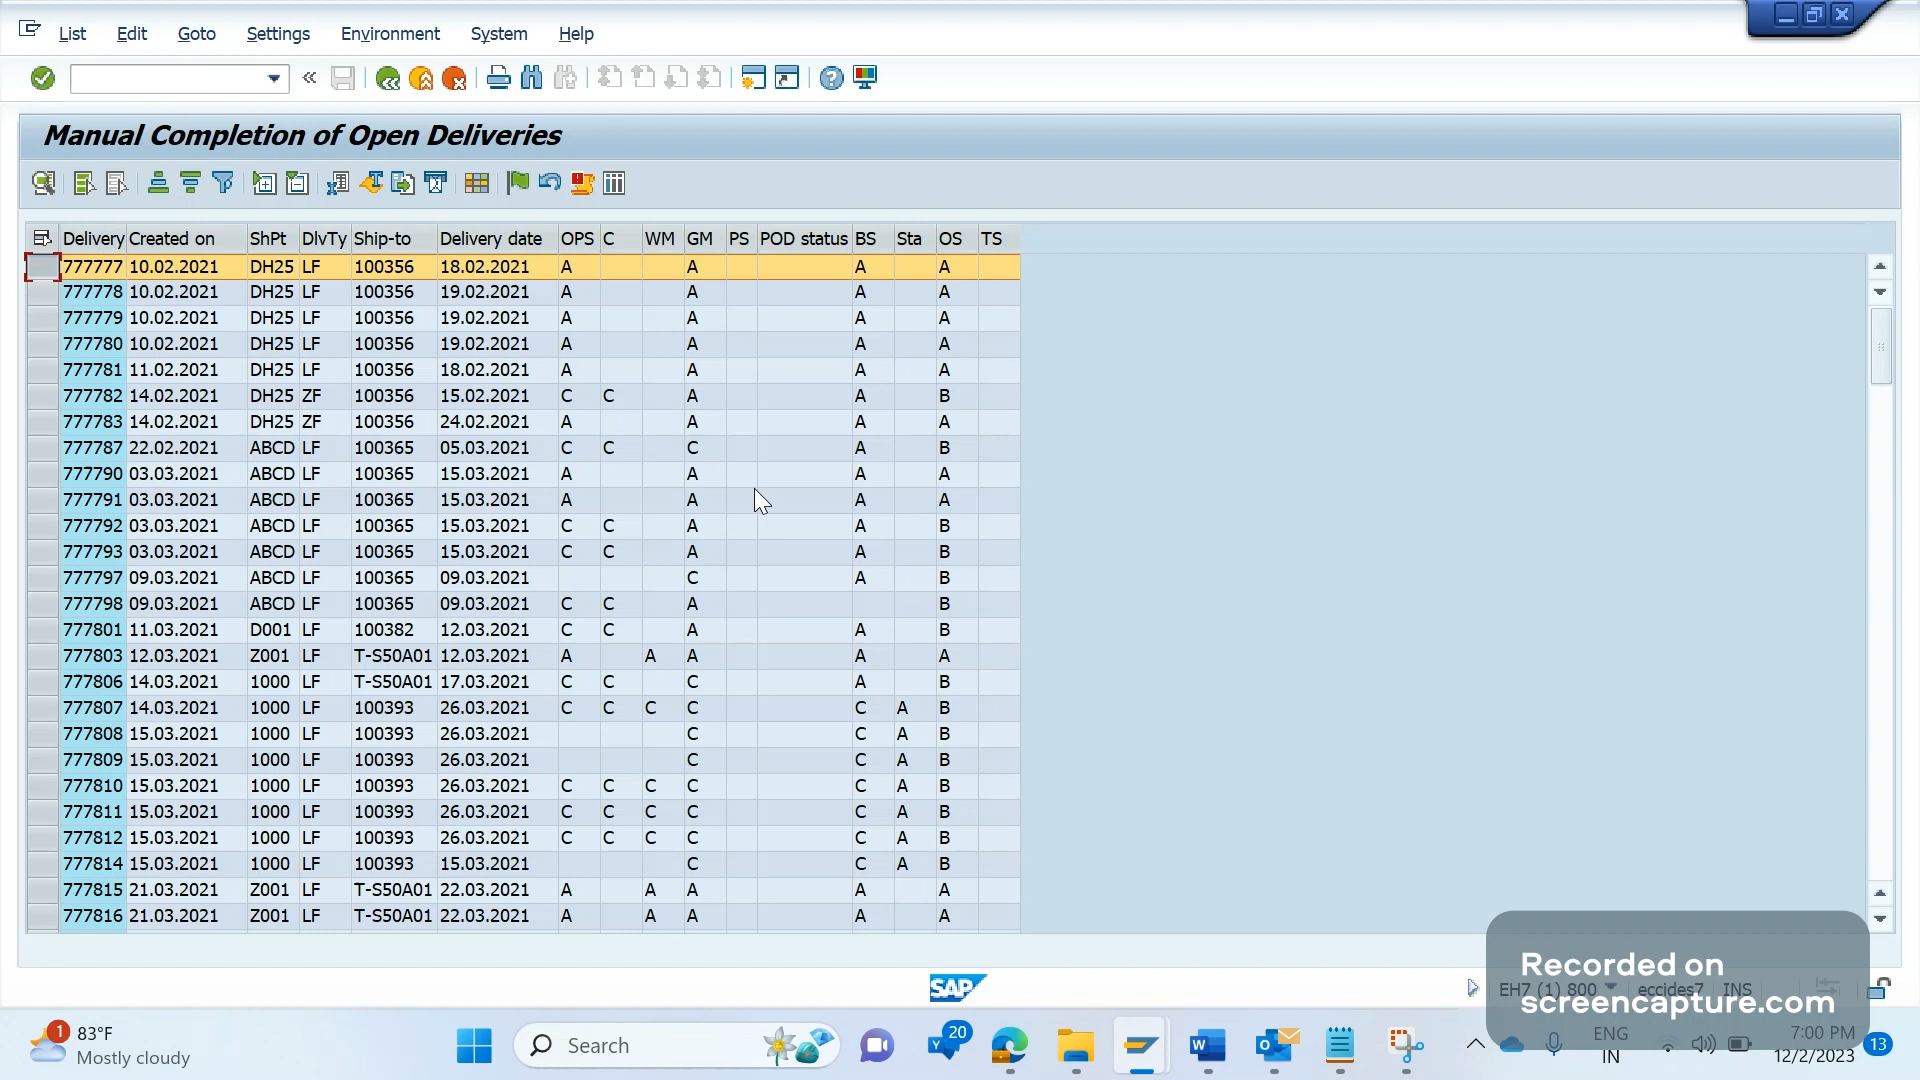 List Edit Goto Settings Environment System Help
Manual Completion of Open Deliveries
Delivery Created on ShPt DlvTy Ship-to Delivery date OPS C WM GM PS POD status BS Sta OS TS
777777 10.02.2021 DH25 LF 100356 18.02.2021 A A A A
777778 10.02.2021 DH25 LF 100356 19.02.2021 A A A A
777779 10.02.2021 DH25 LF 100356 19.02.2021 A A A A
777780 10.02.2021 DH25 LF 100356 19.02.2021 A A A A
777781 11.02.2021 DH25 LF 100356 18.02.2021 A A A A
777782 14.02.2021 DH25 ZF 100356 15.02.2021 C C A A B
777783 14.02.2021 DH25 ZF 100356 24.02.2021 A A A A
777787 22.02.2021 ABCD LF 100365 05.03.2021 C C C A B
777790 03.03.2021 ABCD LF 100365 15.03.2021 A A A A
777791 03.03.2021 ABCD LF 100365 15.03.2021 A A A A
777792 03.03.2021 ABCD LF 100365 15.03.2021 C C A A B
777793 03.03.2021 ABCD LF 100365 15.03.2021 C C A A B
777797 09.03.2021 ABCD LF 100365 09.03.2021 C A B
777798 09.03.2021 ABCD LF 100365 09.03.2021 C C A B
777801 11.03.2021 D001 LF 100382 12.03.2021 C C A A B
777803 12.03.2021 Z001 LF T-S50A01 12.03.2021 A A A A A
777806 14.03.2021 1000 LF T-S50A01 17.03.2021 C C C A B
777807 14.03.2021 1000 LF 100393 26.03.2021 C C C C C A B
777808 15.03.2021 1000 LF 100393 26.03.2021 C C A B
777809 15.03.2021 1000 LF 100393 26.03.2021 C C A B
777810 15.03.2021 1000 LF 100393 26.03.2021 C C C C C A B
777811 15.03.2021 1000 LF 100393 26.03.2021 C C C C C A B
777812 15.03.2021 1000 LF 100393 26.03.2021 C C C C C A B
777814 15.03.2021 1000 LF 100393 15.03.2021 C C A B
777815 21.03.2021 Z001 LF T-S50A01 22.03.2021 A A A A A
777816 21.03.2021 Z001 LF T-S50A01 22.03.2021 A A A A A
SAP
EH7 (1) 800 eccides7 INS
Recorded on
screencapture.com
1 83°F
Mostly cloudy
Search
20
ENG
IN
7:00 PM
12/2/2023
13